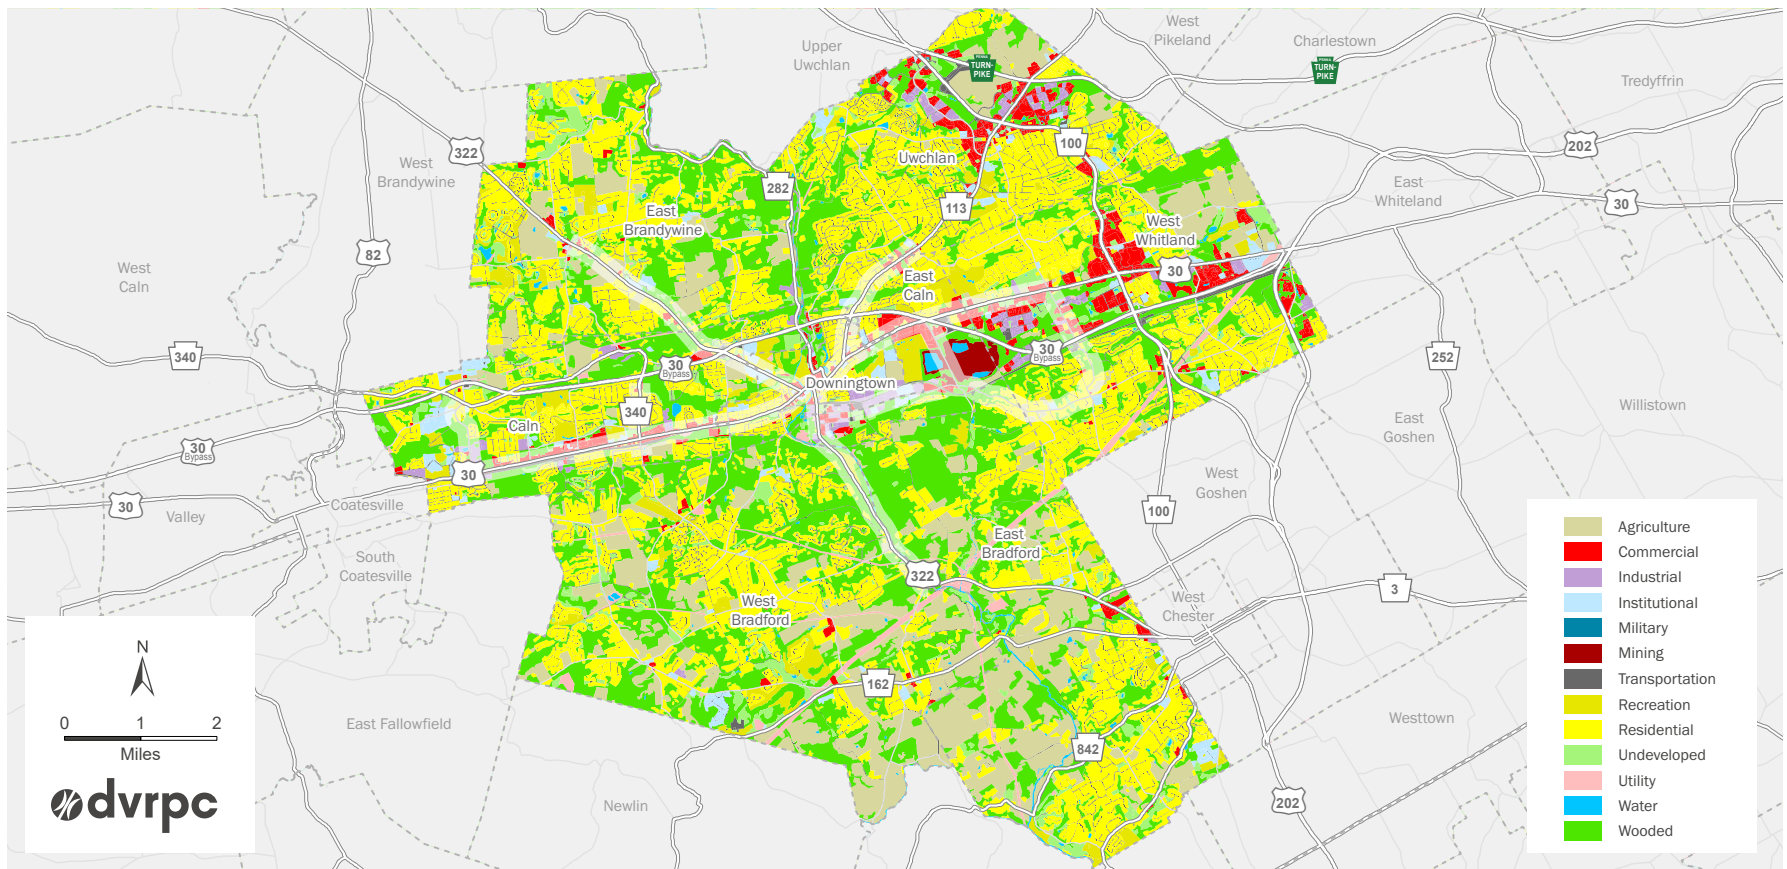 West
Pikeland
Charlestown
Upper
Uwchlan
PENNA
TURN-
PIKE
PENNA
TURN-
PIKE
Tredyffrin
322
West
Brandywine
282
Uwchlan
100
202
113
East
Whiteland
30
East
Brandywine
West
Whitland
82
West
Caln
East
Caln
30
340
30
Bypass
30
Bypass
252
Downingtown
340
Caln
East
Goshen
Willistown
30
Bypass
30
West
Goshen
30
Valley
Coatesville
100
South
Coatesville
East
Bradford
322
3
West
Chester
West
Bradford
162
East Fallowfield
Westtown
842
Newlin
202
N
0
1
2
Miles
dvrpc
Agriculture
Commercial
Industrial
Institutional
Military
Mining
Transportation
Recreation
Residential
Undeveloped
Utility
Water
Wooded